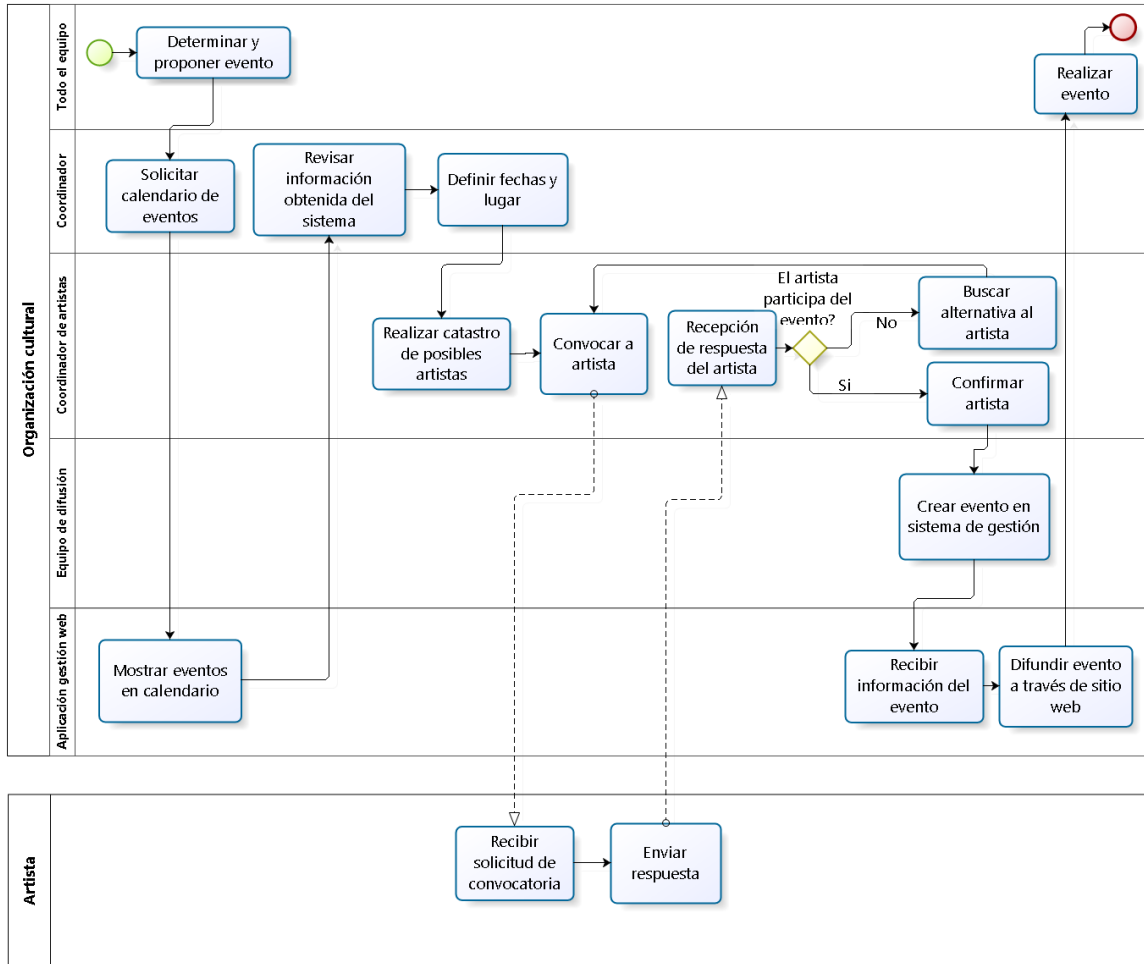 Organización cultural
Todo el equipo
Determinar y
proponer evento
Realizar
evento
Coordinador
Solicitar
calendario de
eventos
Revisar
información
obtenida del
sistema
Definir fechas y
lugar
Coordinador de artistas
Realizar catastro
de posibles
artistas
Convocar a
artista
Recepción
de respuesta
del artista
El artista
participa del
evento?
No
Si
Buscar
alternativa al
artista
Confirmar
artista
Equipo de difusión
Crear evento en
sistema de gestión
Aplicación gestión web
Mostrar eventos
en calendario
Recibir
información del
evento
Difundir evento
a través de sitio
web
Artista
Recibir
solicitud de
convocatoria
Enviar
respuesta